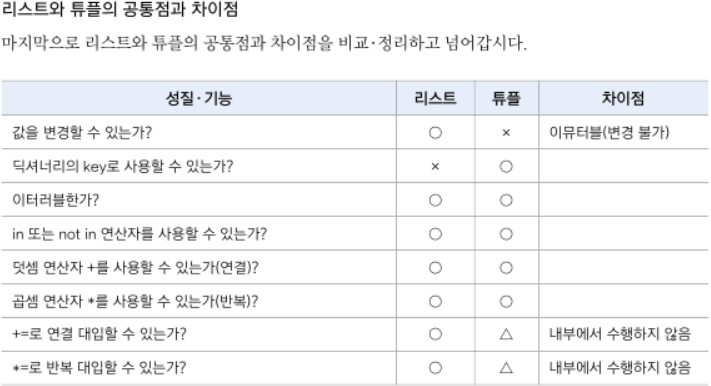 리스트와 튜플의 공통점과 차이점
마지막으로 리스트와 튜플의 공통점과 차이점을 비교·정리하고 넘어갑시다.
성질·기능 리스트 튜플 차이점
값을 변경할 수 있는가? ○ × 이뮤터블(변경 불가)
딕셔너리의 key로 사용할 수 있는가? × ○
이터러블한가? ○ ○
in 또는 not in 연산자를 사용할 수 있는가? ○ ○
덧셈 연산자 +를 사용할 수 있는가(연결)? ○ ○
곱셈 연산자 *를 사용할 수 있는가(반복)? ○ ○
+=로 연결 대입할 수 있는가? ○ △ 내부에서 수행하지 않음
*=로 반복 대입할 수 있는가? ○ △ 내부에서 수행하지 않음